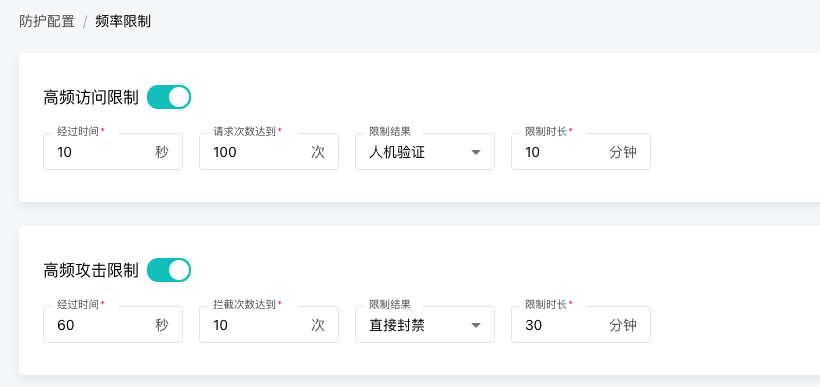 防护配置 / 频率限制
高频访问限制
经过时间* 请求次数达到* 限制结果 限制时长*
10 秒 100 次 人机验证 10 分钟
高频攻击限制
经过时间* 拦截次数达到* 限制结果 限制时长*
60 秒 10 次 直接封禁 30 分钟